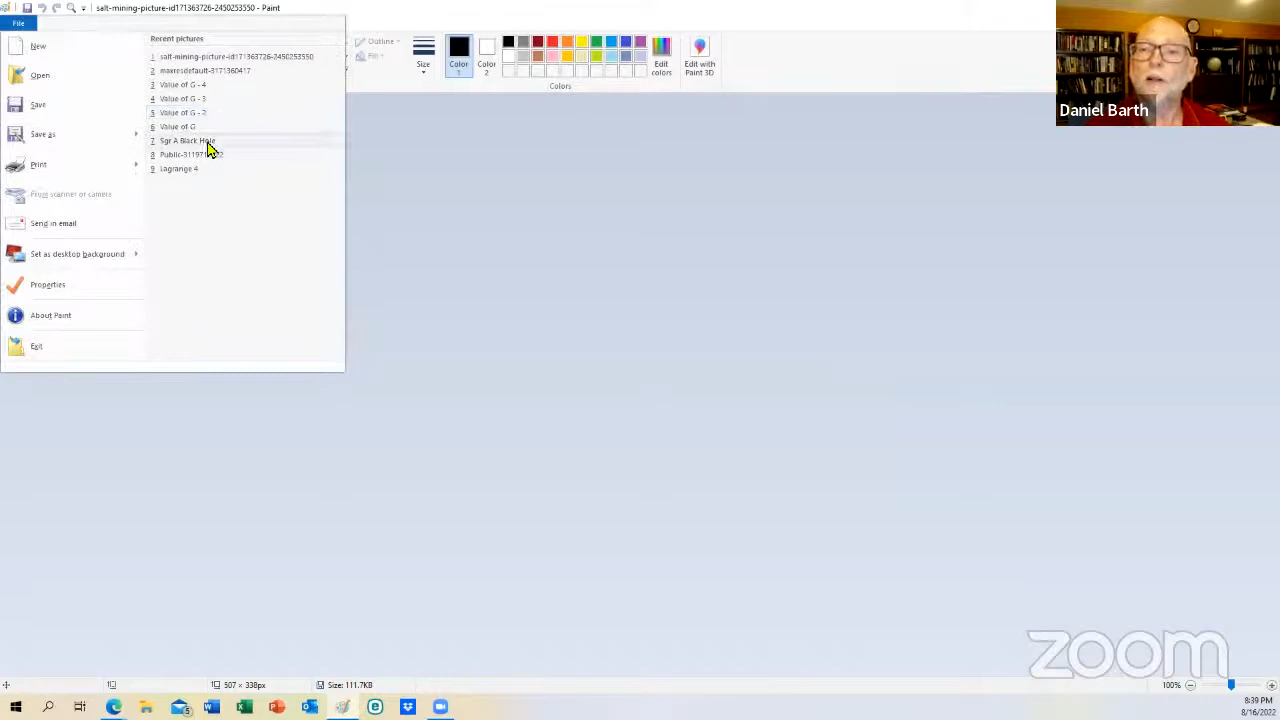 salt-mining-picture-id171363726-2450253550 - Paint
File
Recent pictures
New
Open
Save
Save as
Print
From scanner or camera
Send in email
Set as desktop background
Properties
About Paint
Exit
1 salt-mining-picture-id171363726-2450253550
2 maxresdefault-3171360417
3 Value of G - 4
4 Value of G - 3
5 Value of G - 2
6 Value of G
7 Sgr A Black Hole
8
9 Lagrange 4
Outline
Fill
Size
Color 1
Color 2
Edit colors
Edit with Paint 3D
Colors
Daniel Barth
zoom
507 × 338px
Size: 111.7KB
100%
8:39 PM
8/16/2022